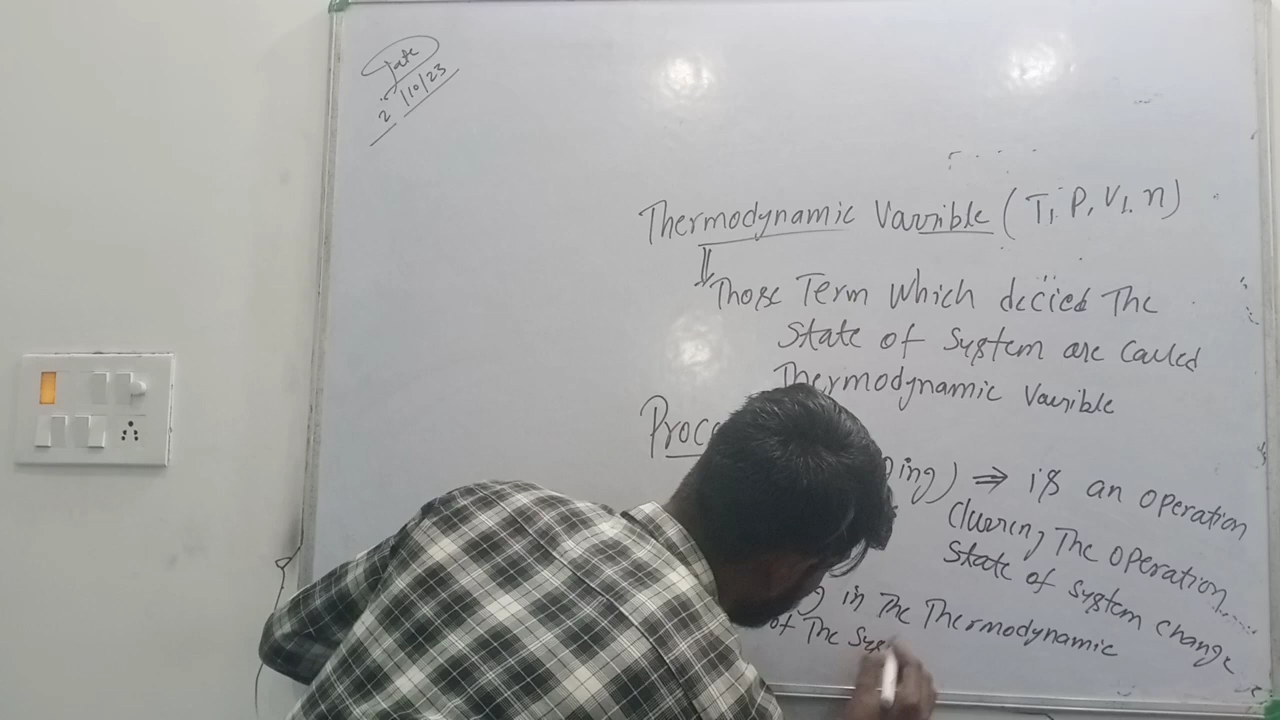 Date
2/10/23
Thermodynamic Varible (T, P, V, n)
Those Term Which decied The
State of System are called
Thermodynamic Varible
ing) ⇒ is an operation
During The operation
State of System change
in The Thermodynamic
of The Sys